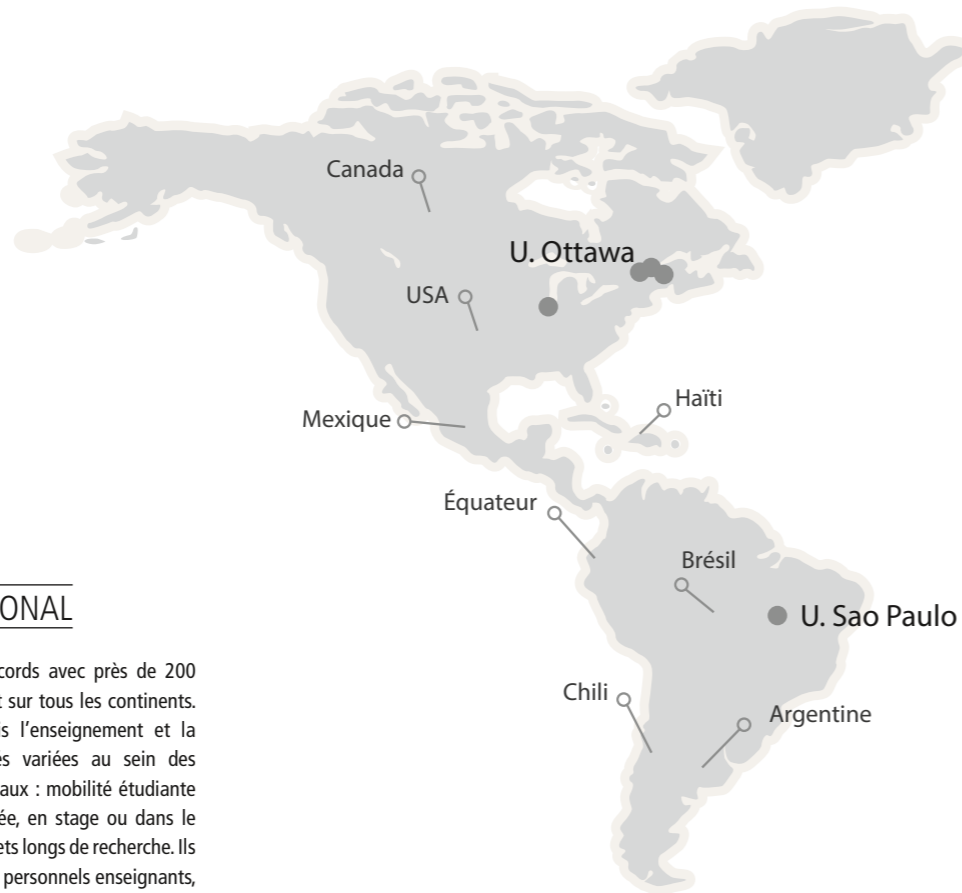 Canada
U. Ottawa
USA
Haïti
Mexique
Équateur
Brésil
U. Sao Paulo
Chili
Argentine
ONAL
cords avec près de 200
t sur tous les continents.
is l’enseignement et la
és variées au sein des
aux : mobilité étudiante
ée, en stage ou dans le
ets longs de recherche. Ils
personnels enseignants,